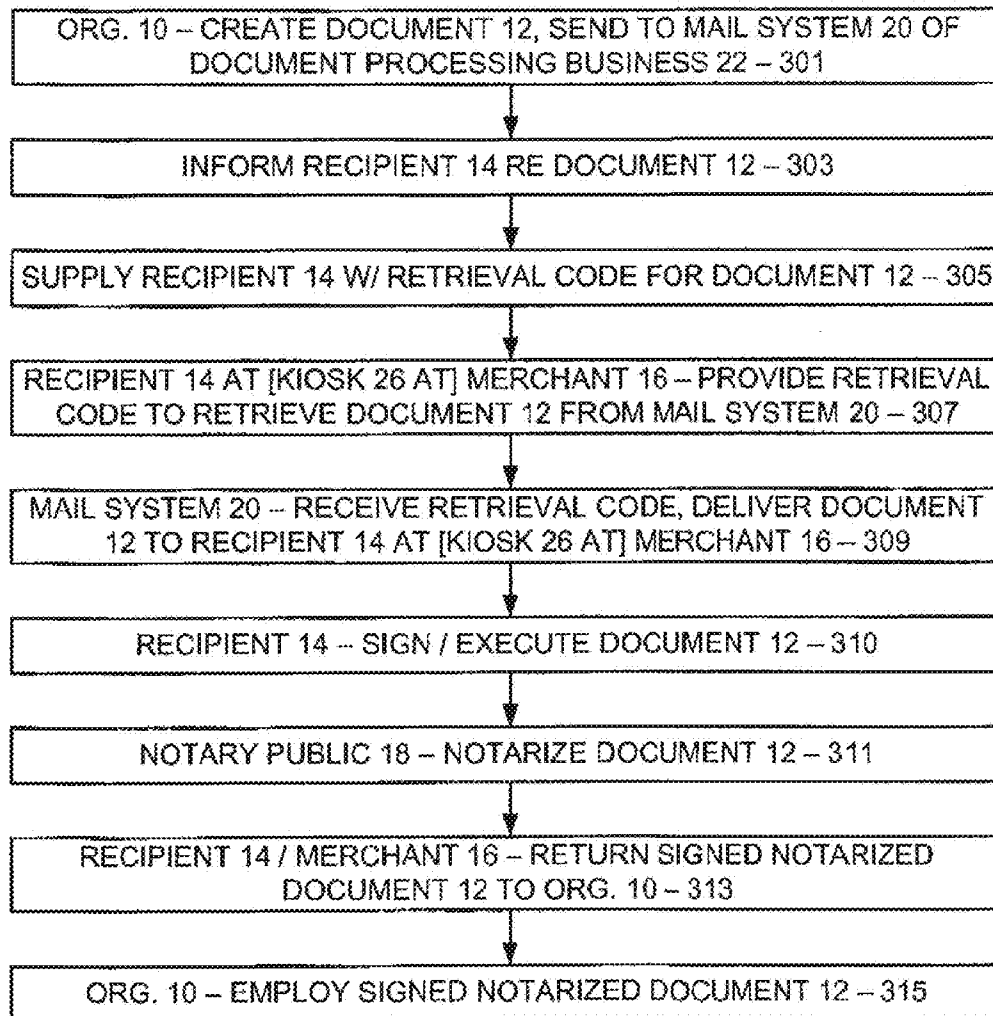 ORG. 10 – CREATE DOCUMENT 12, SEND TO MAIL SYSTEM 20 OF
DOCUMENT PROCESSING BUSINESS 22 – 301
INFORM RECIPIENT 14 RE DOCUMENT 12 – 303
SUPPLY RECIPIENT 14 W/ RETRIEVAL CODE FOR DOCUMENT 12 – 305
RECIPIENT 14 AT [KIOSK 26 AT] MERCHANT 16 – PROVIDE RETRIEVAL
CODE TO RETRIEVE DOCUMENT 12 FROM MAIL SYSTEM 20 – 307
MAIL SYSTEM 20 – RECEIVE RETRIEVAL CODE, DELIVER DOCUMENT
12 TO RECIPIENT 14 AT [KIOSK 26 AT] MERCHANT 16 – 309
RECIPIENT 14 – SIGN / EXECUTE DOCUMENT 12 – 310
NOTARY PUBLIC 18 – NOTARIZE DOCUMENT 12 – 311
RECIPIENT 14 / MERCHANT 16 – RETURN SIGNED NOTARIZED
DOCUMENT 12 TO ORG. 10 – 313
ORG. 10 – EMPLOY SIGNED NOTARIZED DOCUMENT 12 – 315